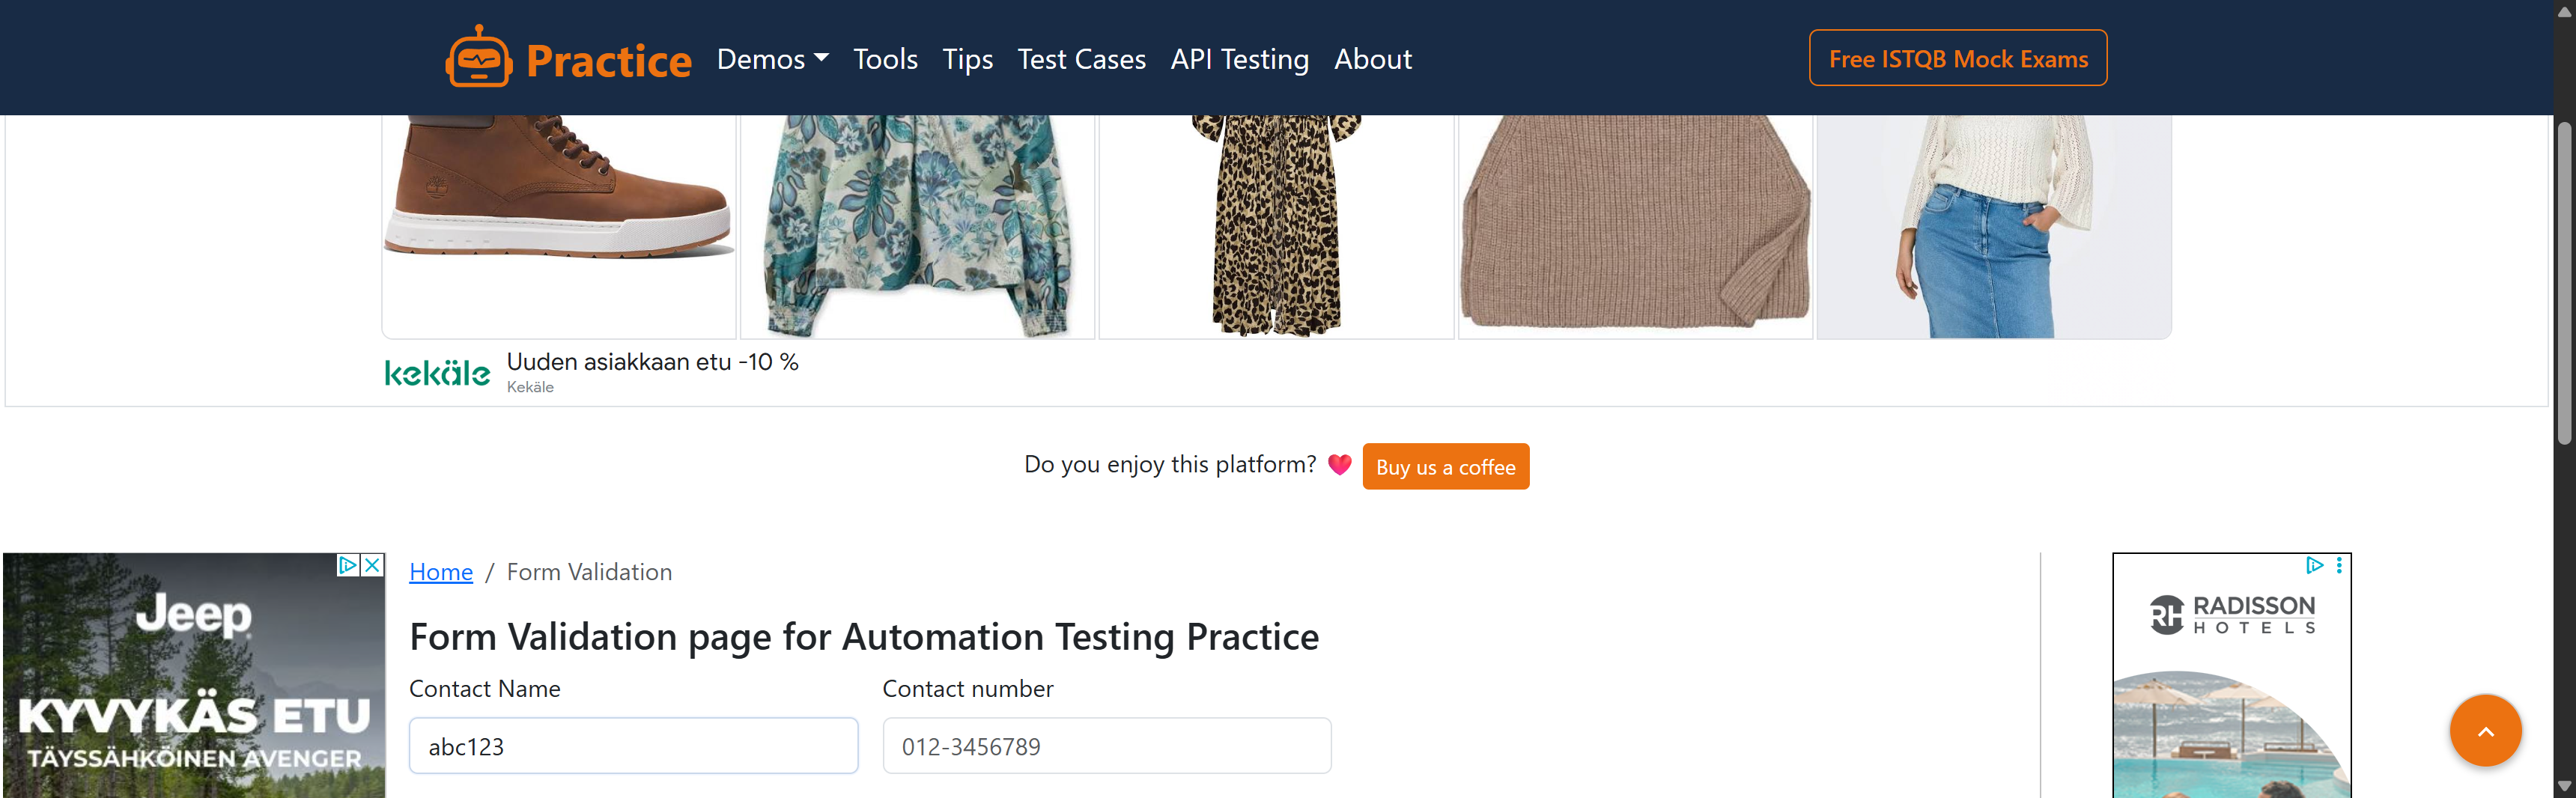 Practice Demos Tools Tips Test Cases API Testing About Free ISTQB Mock Exams
kekäle Uuden asiakkaan etu -10 %
Kekäle
Do you enjoy this platform? Buy us a coffee
Home / Form Validation
Form Validation page for Automation Testing Practice
Contact Name Contact number
abc123 012-3456789
Jeep
KYVYKÄS ETU
TÄYSSÄHKÖINEN AVENGER
RH RADISSON
HOTELS